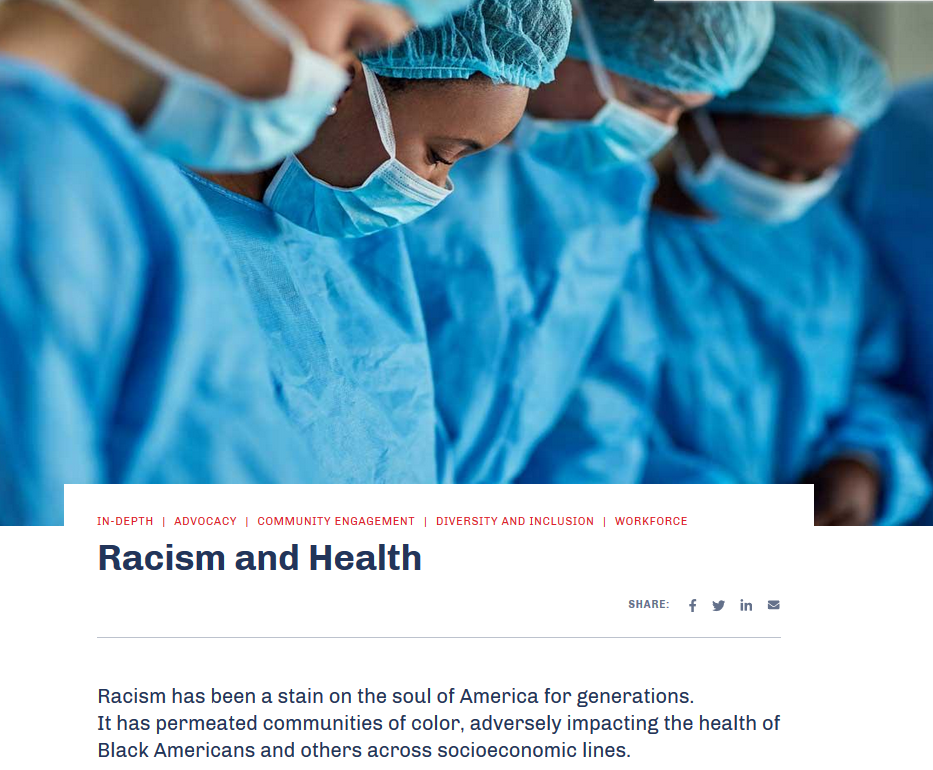 IN-DEPTH | ADVOCACY | COMMUNITY ENGAGEMENT | DIVERSITY AND INCLUSION | WORKFORCE
Racism and Health
SHARE:
Racism has been a stain on the soul of America for generations.
It has permeated communities of color, adversely impacting the health of
Black Americans and others across socioeconomic lines.